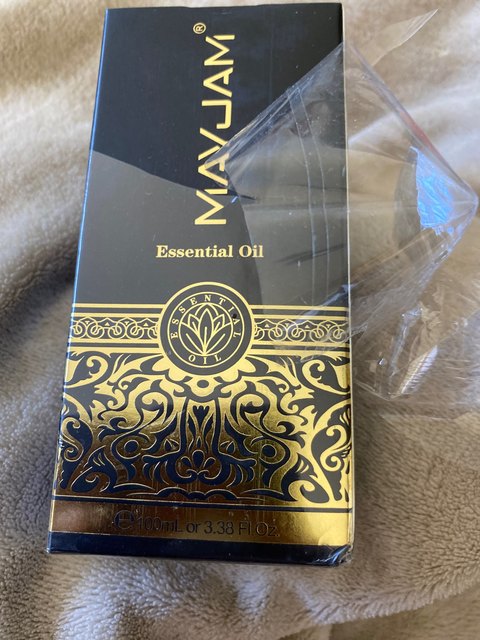 MAYJAM®
Essential Oil
ESSENTIAL
OIL
℮100mL or 3.38 Fl Oz